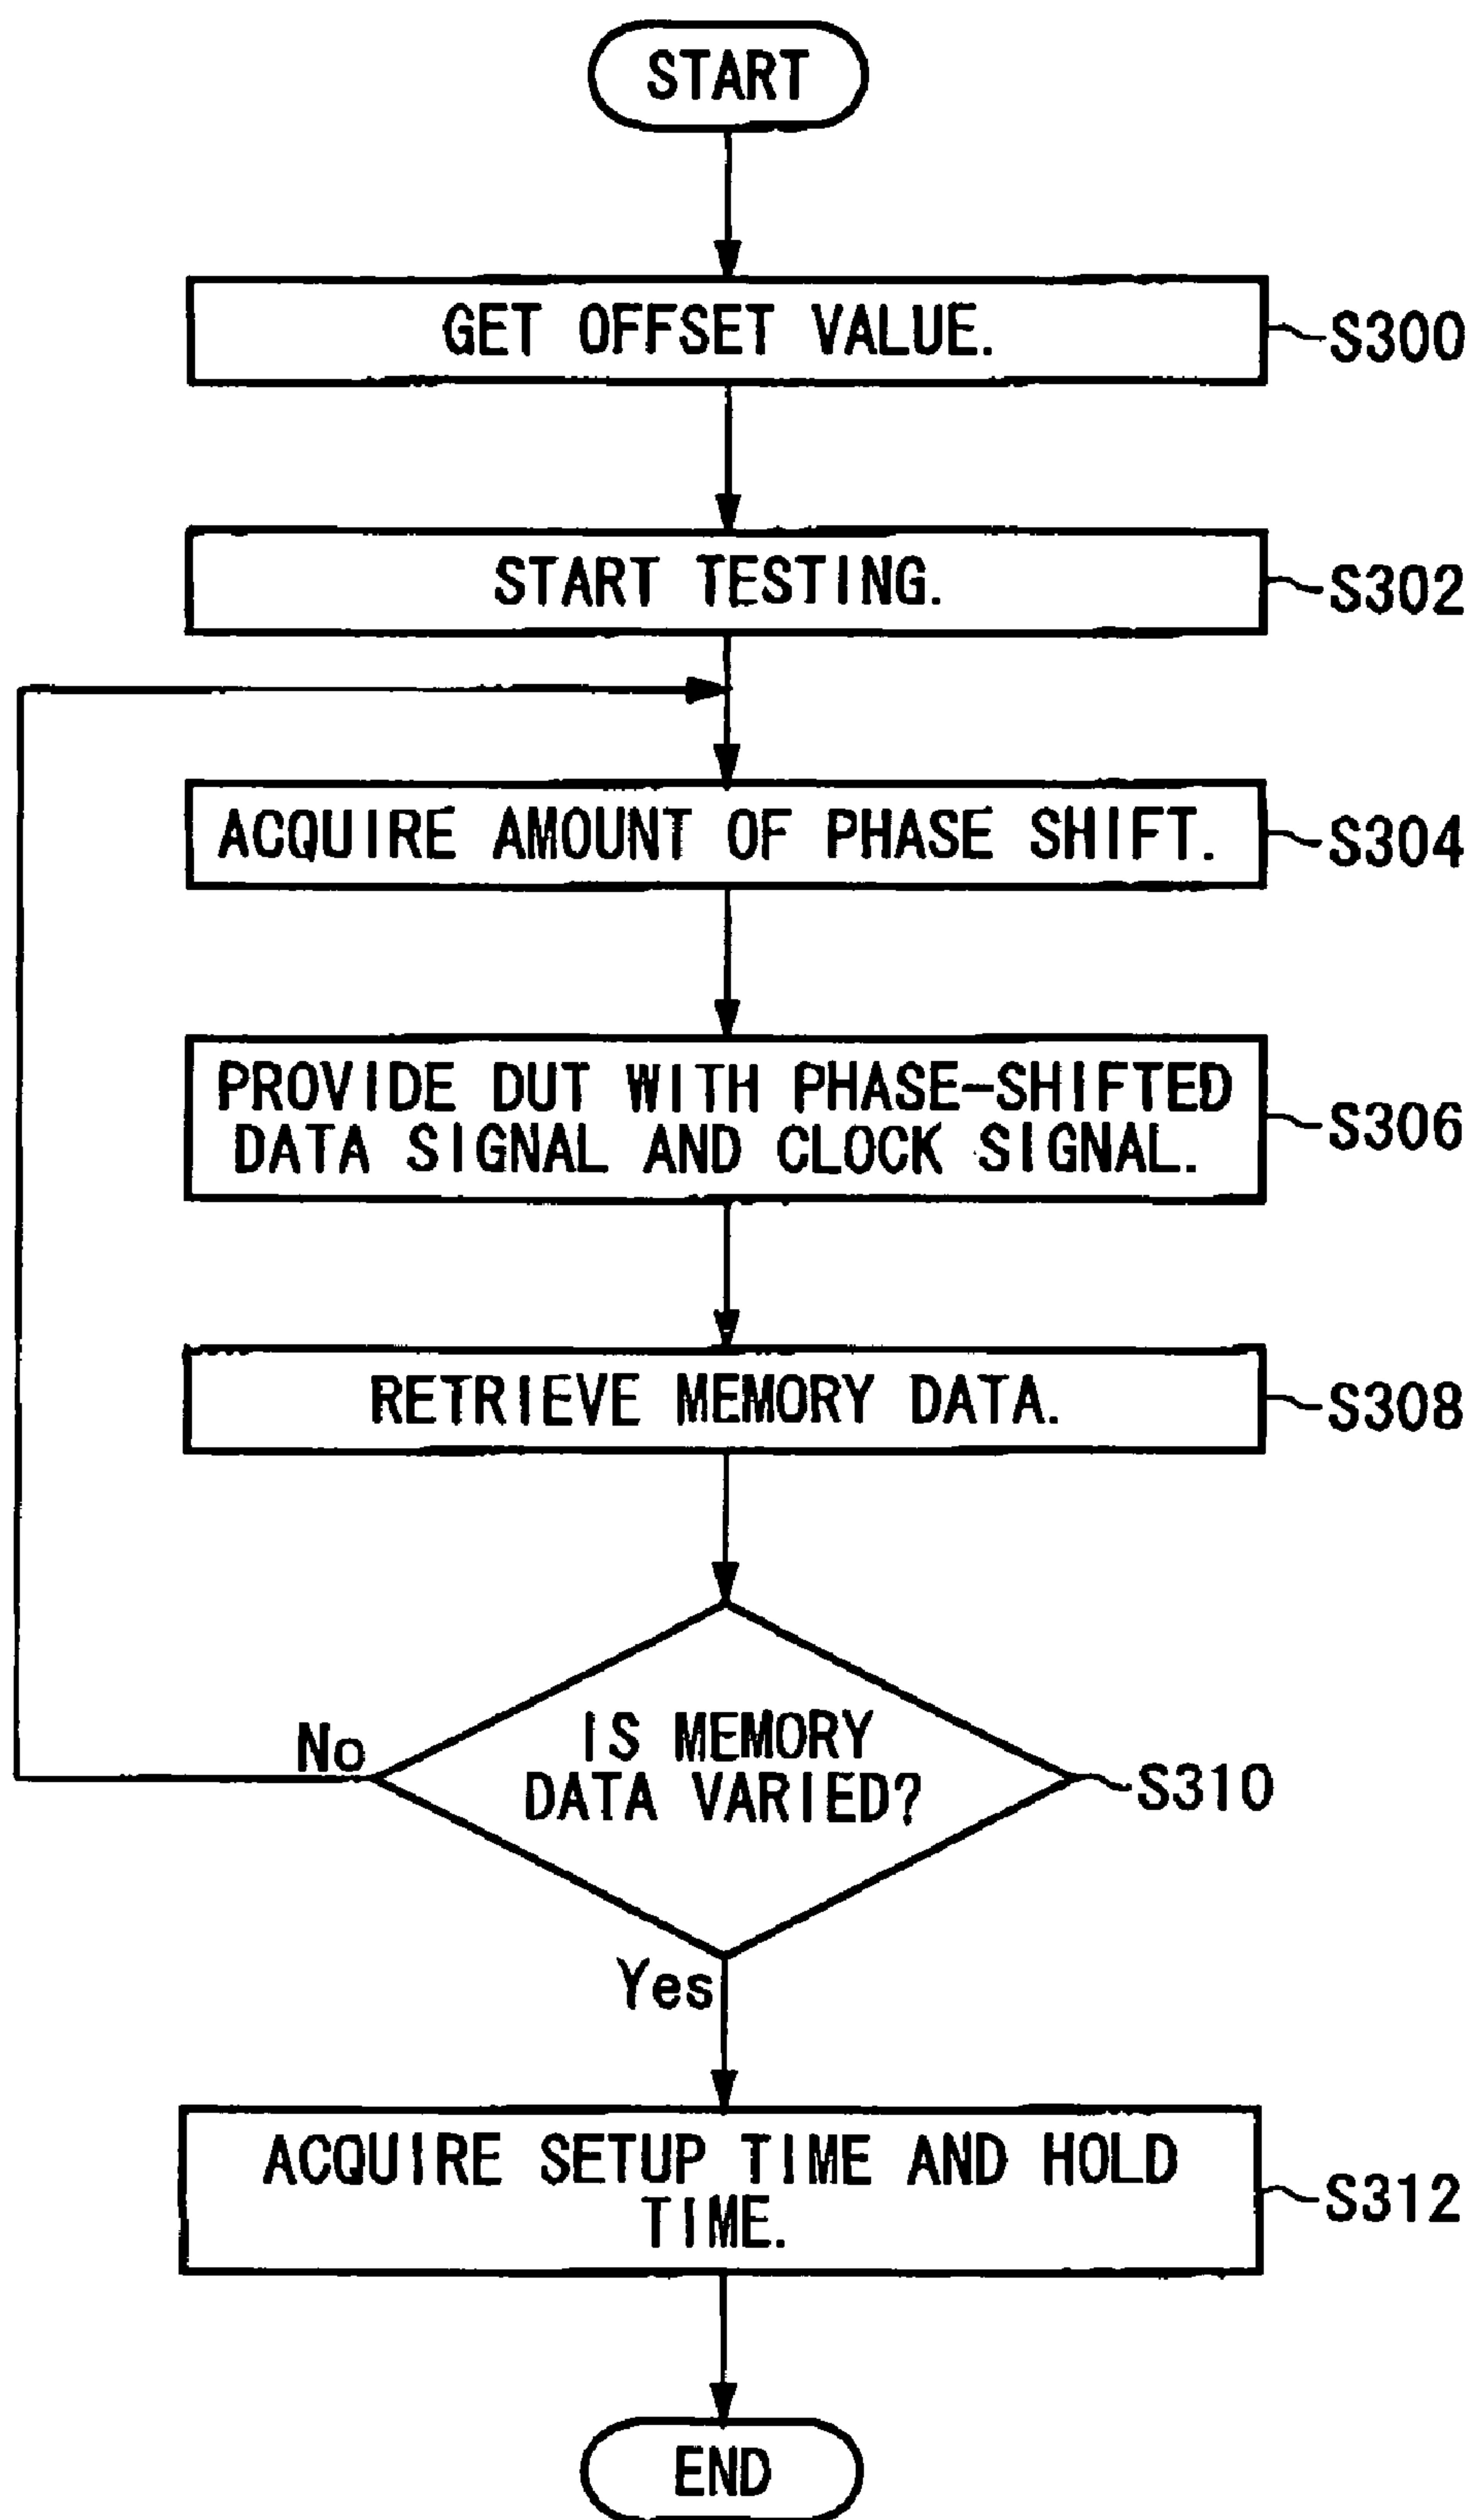 START
GET OFFSET VALUE.
S300
START TESTING.
S302
ACQUIRE AMOUNT OF PHASE SHIFT.
S304
PROVIDE DUT WITH PHASE-SHIFTED
DATA SIGNAL AND CLOCK SIGNAL.
S306
RETRIEVE MEMORY DATA.
S308
IS MEMORY
DATA VARIED?
No
S310
Yes
ACQUIRE SETUP TIME AND HOLD
TIME.
S312
END